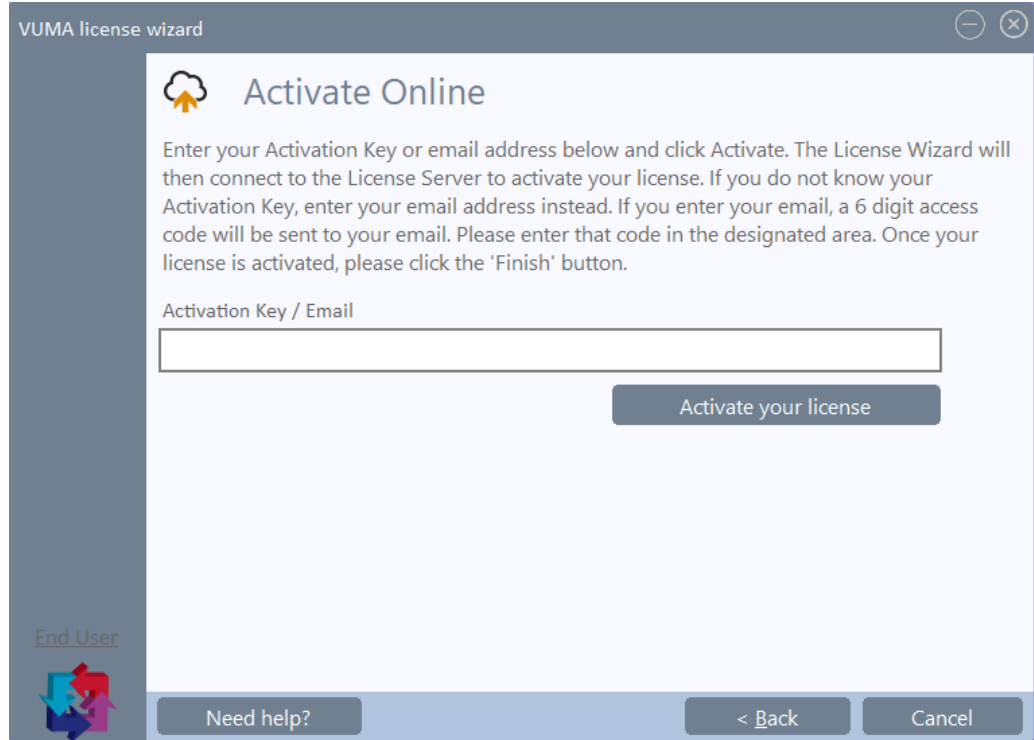 VUMA license wizard
Activate Online
Enter your Activation Key or email address below and click Activate. The License Wizard will
then connect to the License Server to activate your license. If you do not know your
Activation Key, enter your email address instead. If you enter your email, a 6 digit access
code will be sent to your email. Please enter that code in the designated area. Once your
license is activated, please click the 'Finish' button.
Activation Key / Email
Activate your license
End User
Need help?
< Back
Cancel